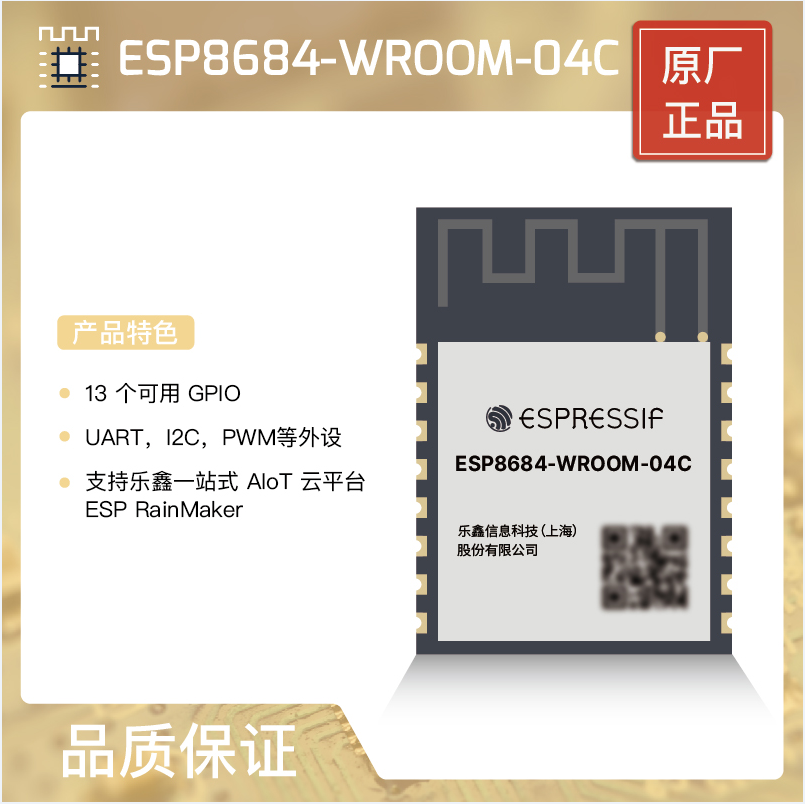 ESP8684-WROOM-04C
原厂
正品
产品特色
13 个可用 GPIO
UART，I2C，PWM等外设
支持乐鑫一站式 AIoT 云平台
ESP RainMaker
ESPRESSIF
ESP8684-WROOM-04C
乐鑫信息科技(上海)
股份有限公司
品质保证